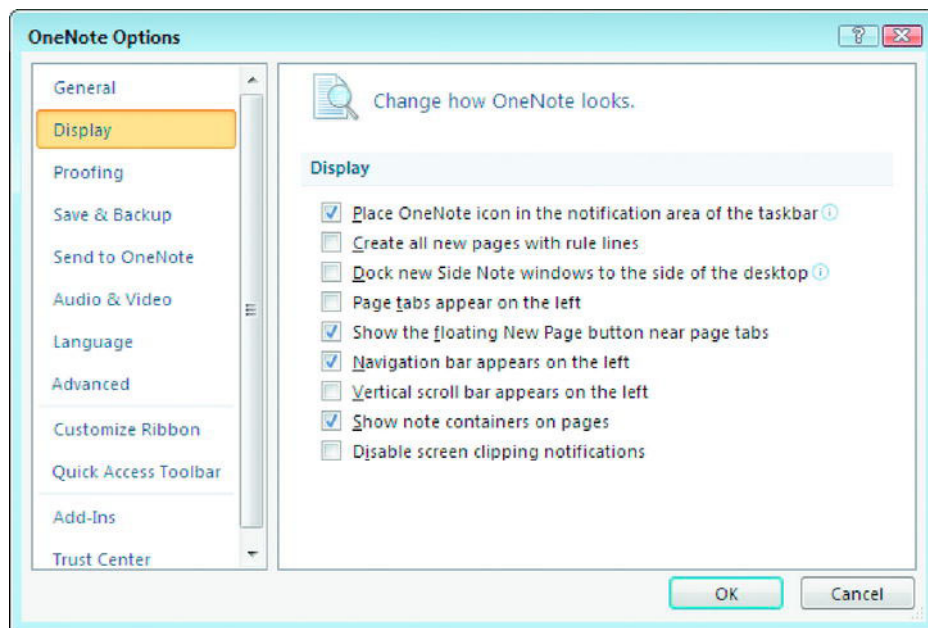 OneNote Options
General
Display
Proofing
Save & Backup
Send to OneNote
Audio & Video
Language
Advanced
Customize Ribbon
Quick Access Toolbar
Add-Ins
Trust Center
Change how OneNote looks.
Display
Place OneNote icon in the notification area of the taskbar
Create all new pages with rule lines
Dock new Side Note windows to the side of the desktop
Page tabs appear on the left
Show the floating New Page button near page tabs
Navigation bar appears on the left
Vertical scroll bar appears on the left
Show note containers on pages
Disable screen clipping notifications
OK
Cancel